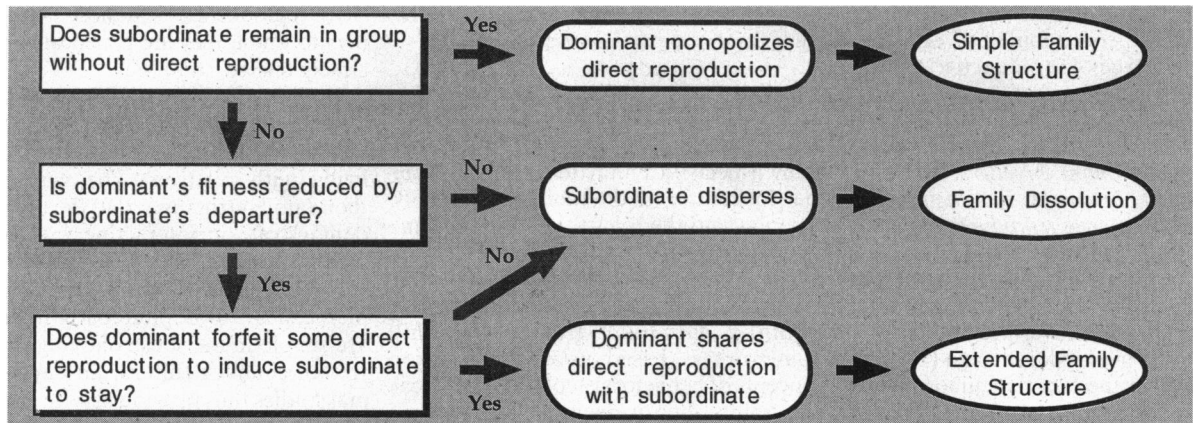 Does subordinate remain in group
without direct reproduction?
Yes
Dominant monopolizes
direct reproduction
Simple Family
Structure
No
Is dominant's fitness reduced by
subordinate's departure?
No
Subordinate disperses
Family Dissolution
No
Yes
Does dominant forfeit some direct
reproduction to induce subordinate
to stay?
Yes
Dominant shares
direct reproduction
with subordinate
Extended Family
Structure